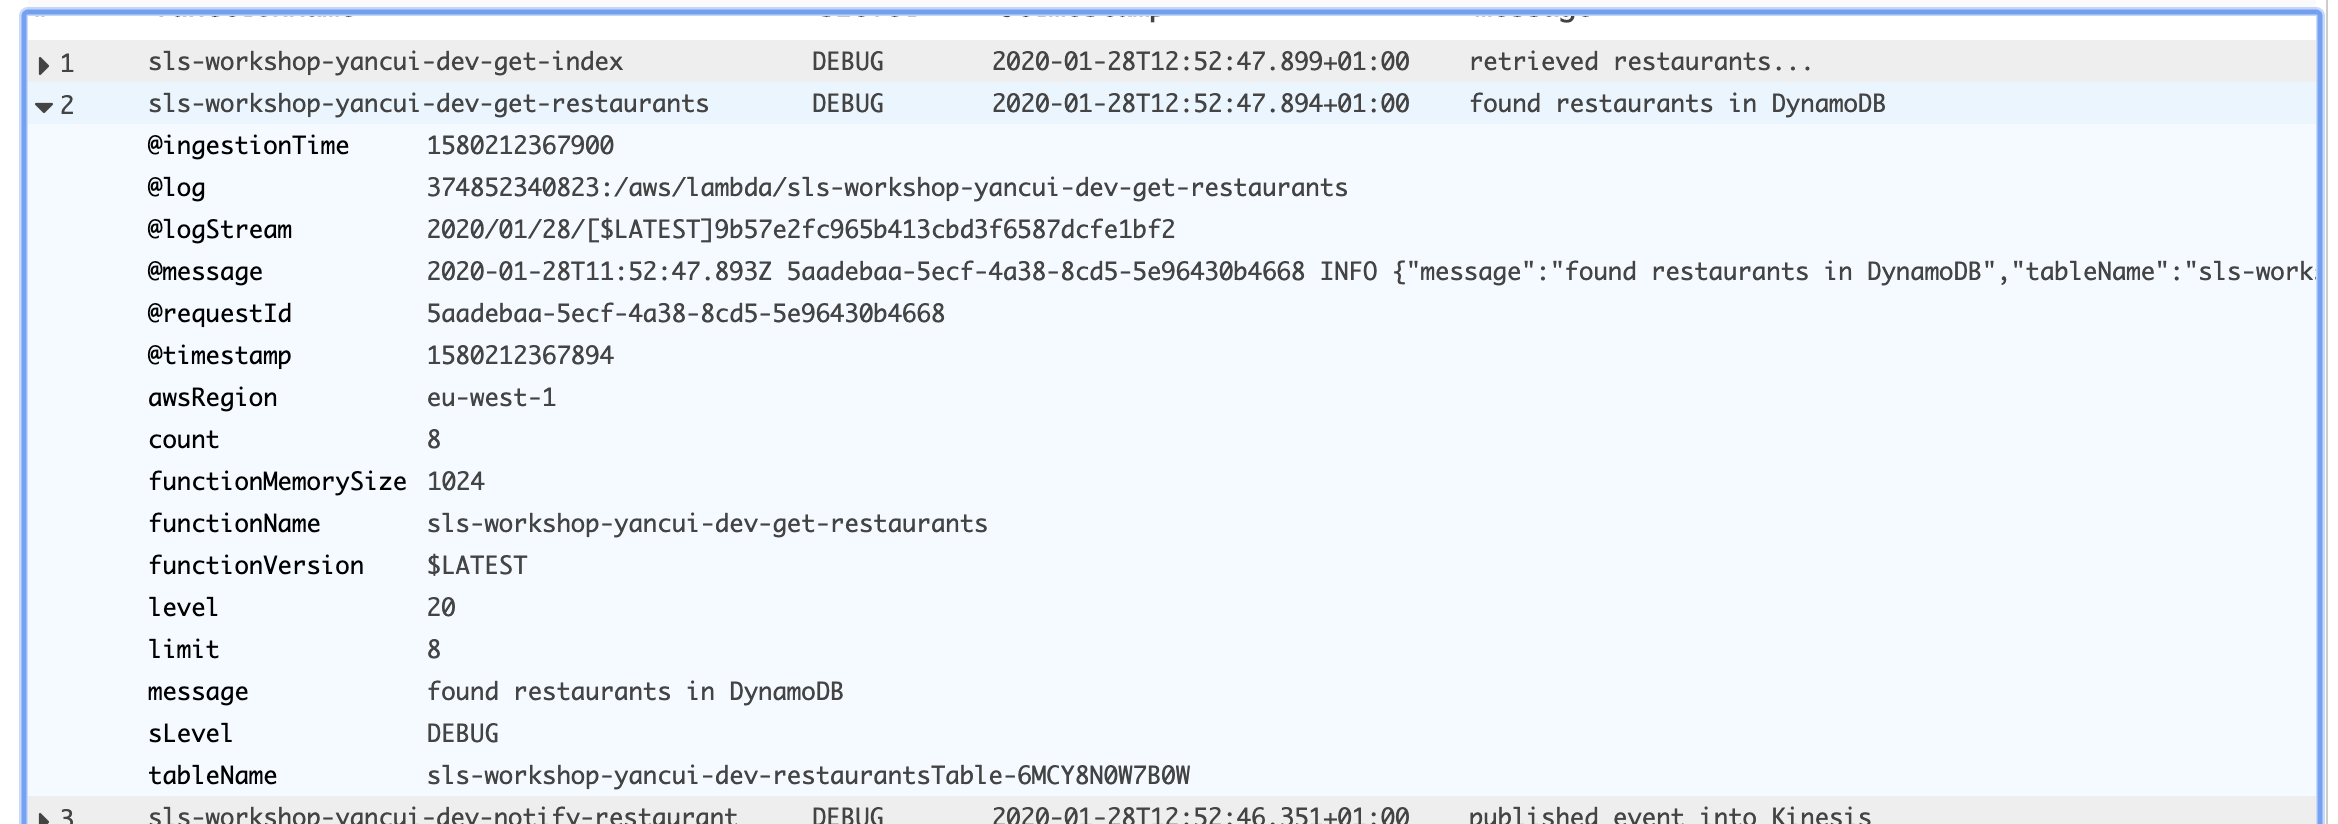 1 sls-workshop-yancui-dev-get-index DEBUG 2020-01-28T12:52:47.899+01:00 retrieved restaurants...
2 sls-workshop-yancui-dev-get-restaurants DEBUG 2020-01-28T12:52:47.894+01:00 found restaurants in DynamoDB
@ingestionTime 1580212367900
@log 374852340823:/aws/lambda/sls-workshop-yancui-dev-get-restaurants
@logStream 2020/01/28/[$LATEST]9b57e2fc965b413cbd3f6587dcfe1bf2
@message 2020-01-28T11:52:47.893Z 5aadebaa-5ecf-4a38-8cd5-5e96430b4668 INFO {"message":"found restaurants in DynamoDB","tableName":"sls-work
@requestId 5aadebaa-5ecf-4a38-8cd5-5e96430b4668
@timestamp 1580212367894
awsRegion eu-west-1
count 8
functionMemorySize 1024
functionName sls-workshop-yancui-dev-get-restaurants
functionVersion $LATEST
level 20
limit 8
message found restaurants in DynamoDB
sLevel DEBUG
tableName sls-workshop-yancui-dev-restaurantsTable-6MCY8N0W7B0W
3 sls-workshop-yancui-dev-notify-restaurant DEBUG 2020-01-28T12:52:46.351+01:00 published event into Kinesis